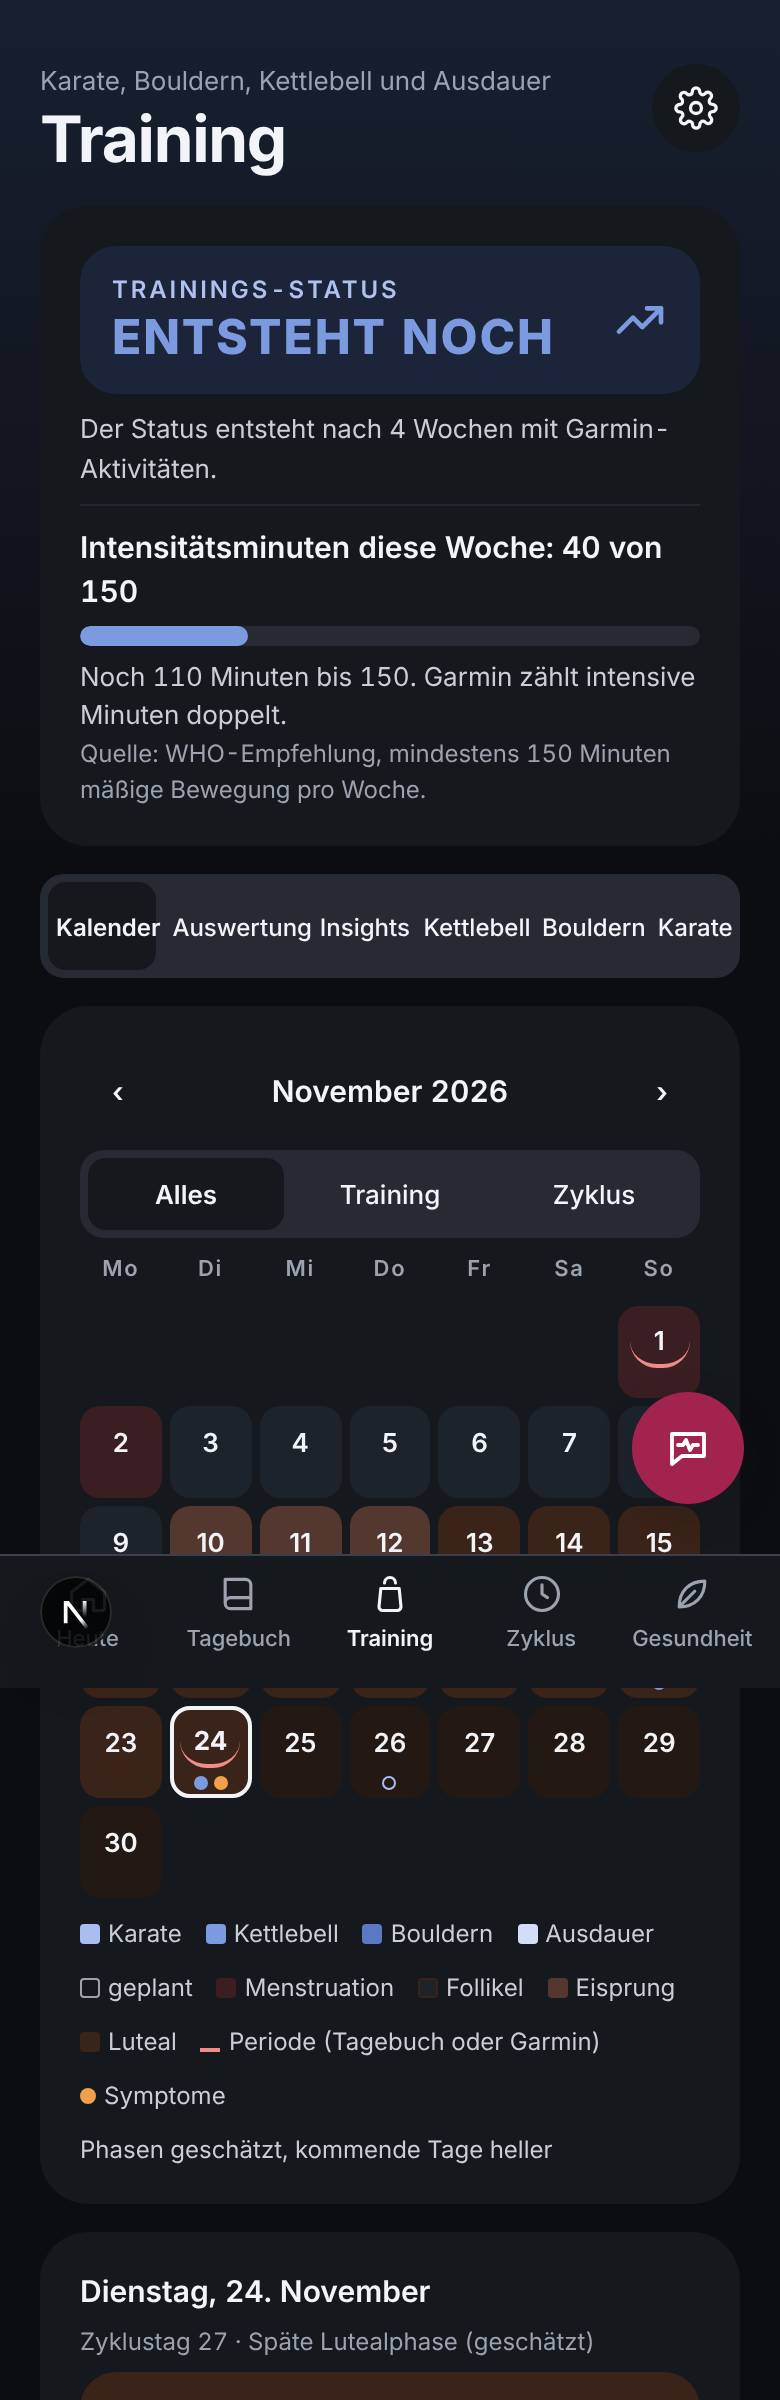 Karate, Bouldern, Kettlebell und Ausdauer
Training
TRAININGS-STATUS
ENTSTEHT NOCH
Der Status entsteht nach 4 Wochen mit Garmin-
Aktivitäten.
Intensitätsminuten diese Woche: 40 von
150
Noch 110 Minuten bis 150. Garmin zählt intensive
Minuten doppelt.
Quelle: WHO-Empfehlung, mindestens 150 Minuten
mäßige Bewegung pro Woche.
Kalender Auswertung Insights Kettlebell Bouldern Karate
‹ November 2026 ›
Alles Training Zyklus
Mo Di Mi Do Fr Sa So
1
2 3 4 5 6 7
9 10 11 12 13 14 15
Heute Tagebuch Training Zyklus Gesundheit
23 24 25 26 27 28 29
30
Karate Kettlebell Bouldern Ausdauer
geplant Menstruation Follikel Eisprung
Luteal Periode (Tagebuch oder Garmin)
Symptome
Phasen geschätzt, kommende Tage heller
Dienstag, 24. November
Zyklustag 27 · Späte Lutealphase (geschätzt)